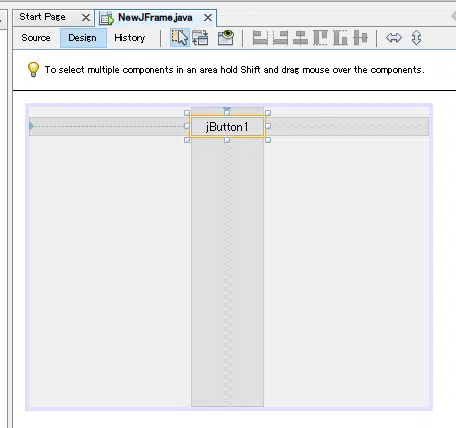 Start Page
NewJFrame.java
Source Design History
To select multiple components in an area hold Shift and drag mouse over the components.
jButton1